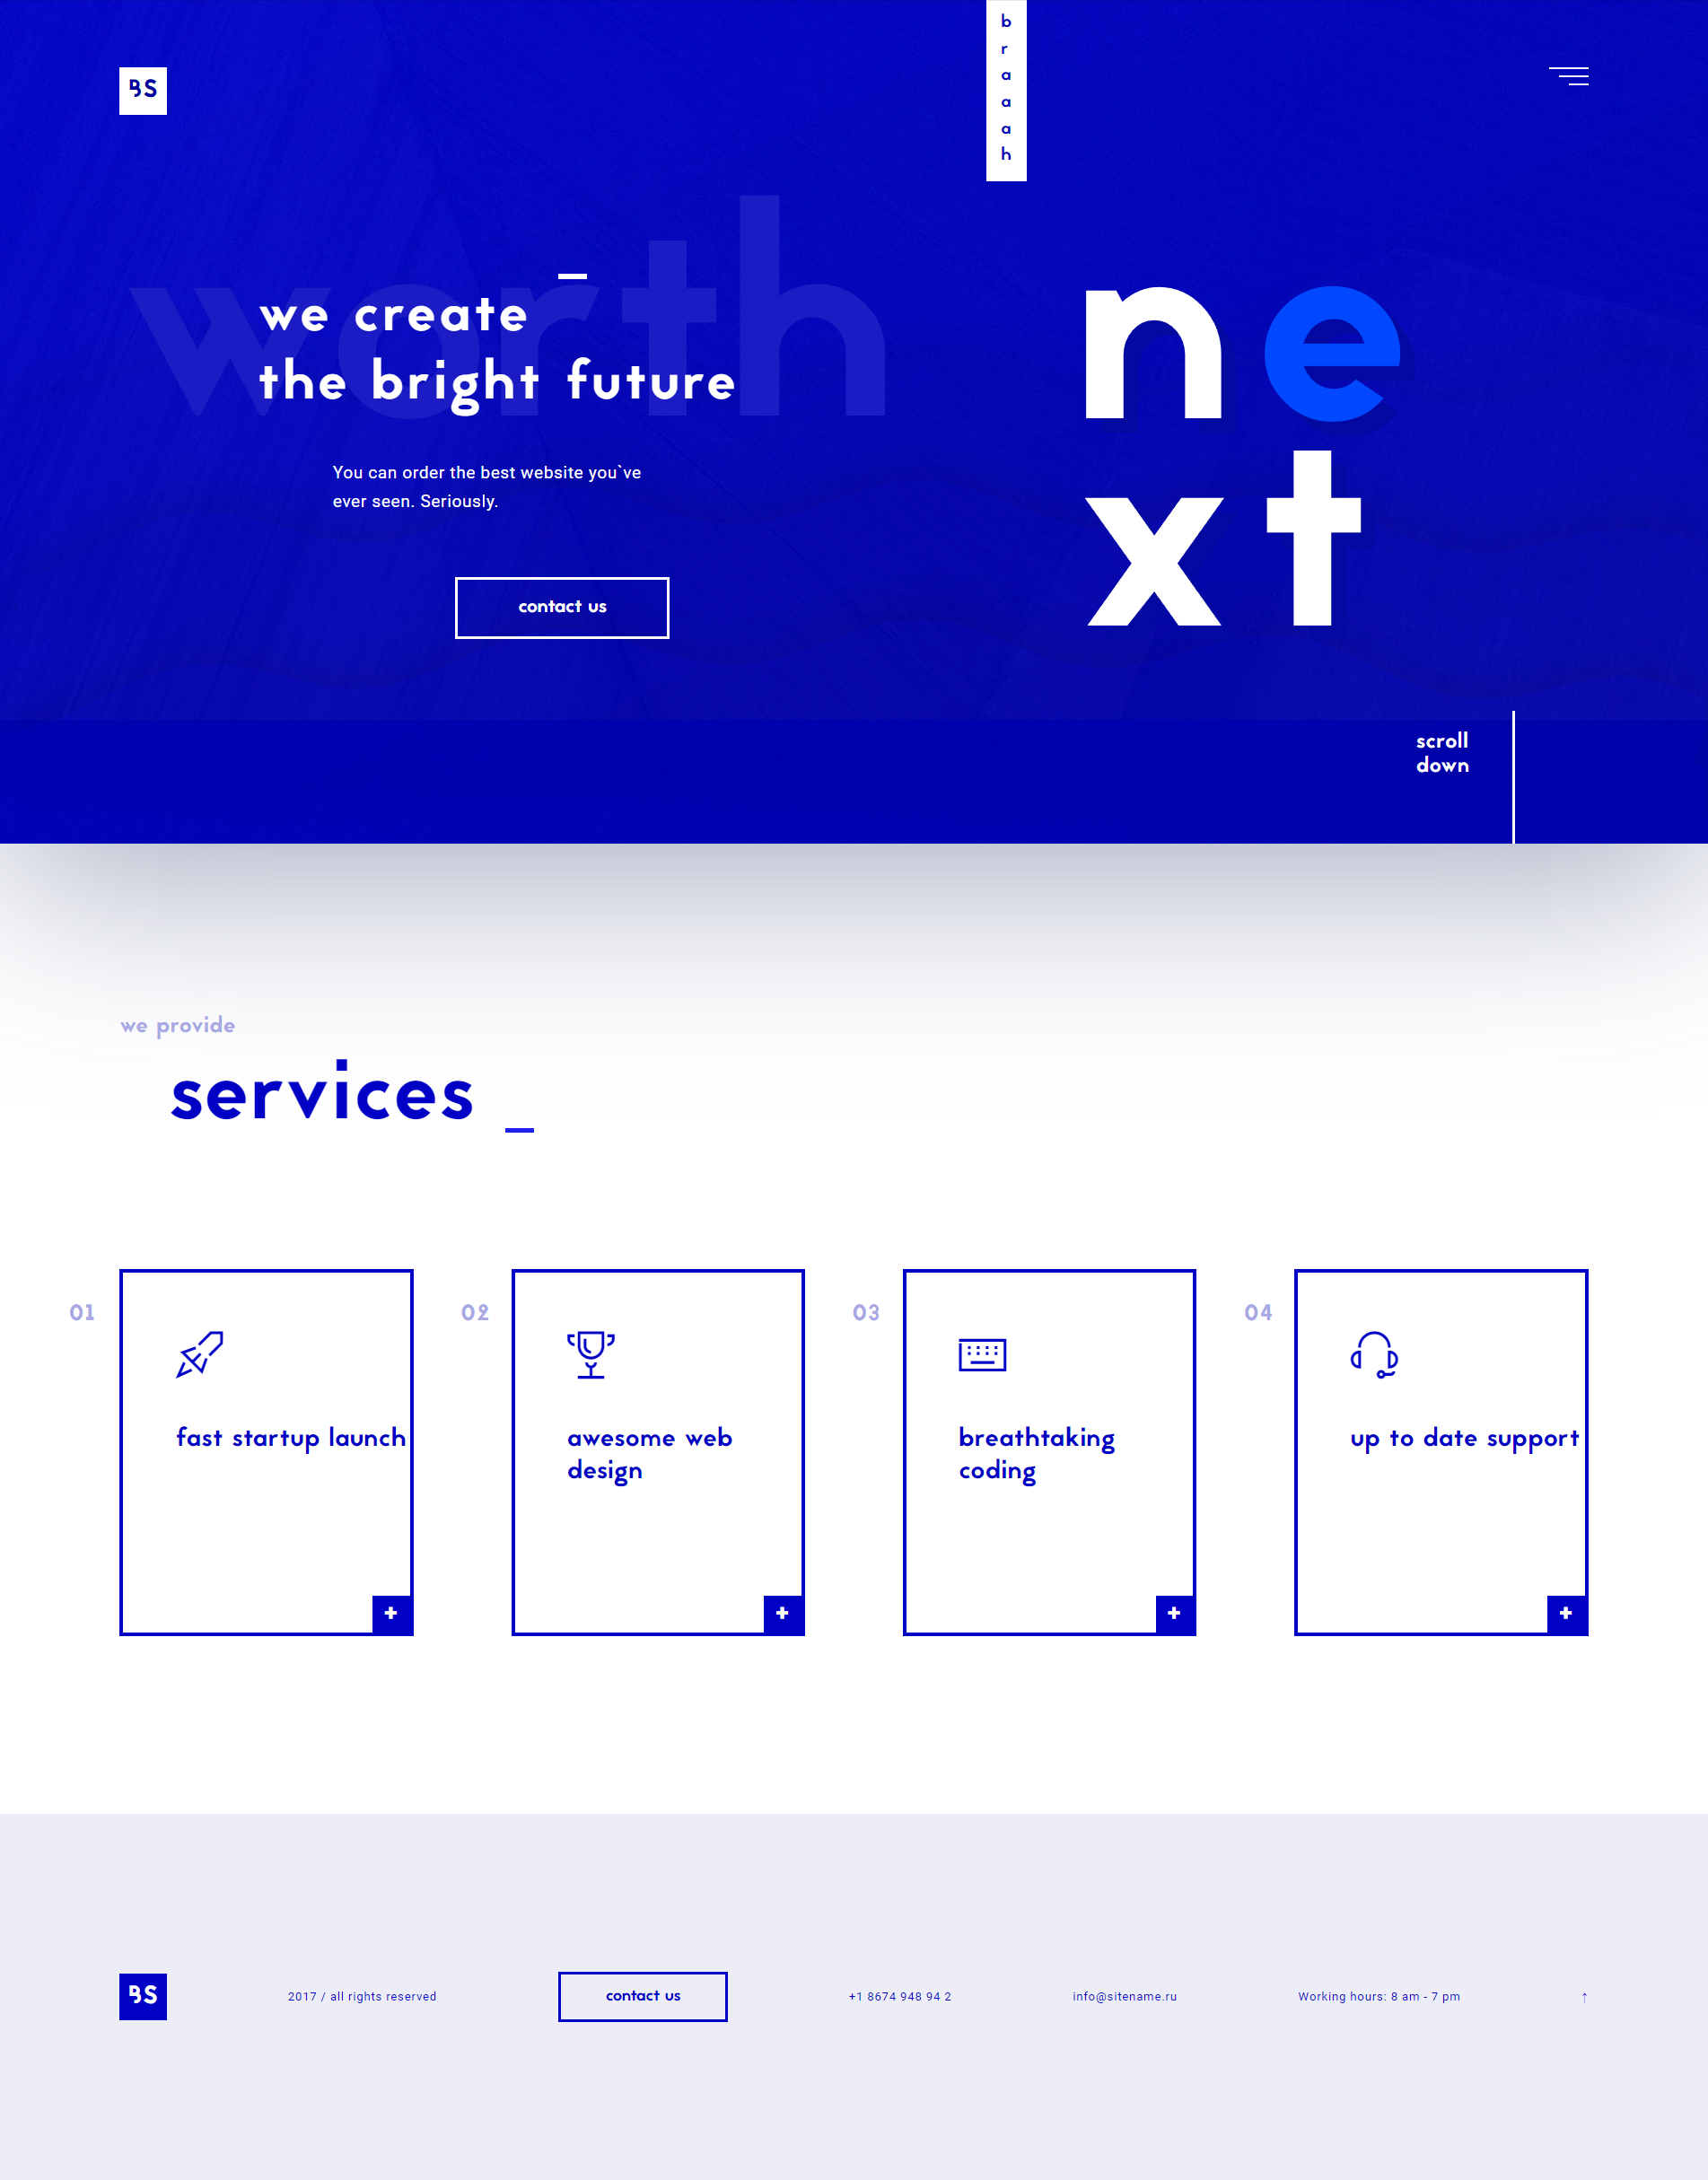 BS
b
r
a
a
a
h
worth
we create
the bright future
You can order the best website you`ve
ever seen. Seriously.
contact us
ne
xt
scroll
down
we provide
services _
01
fast startup launch
+
02
awesome web
design
+
03
breathtaking
coding
+
04
up to date support
+
BS
2017 / all rights reserved
contact us
+1 8674 948 94 2
info@sitename.ru
Working hours: 8 am - 7 pm
↑